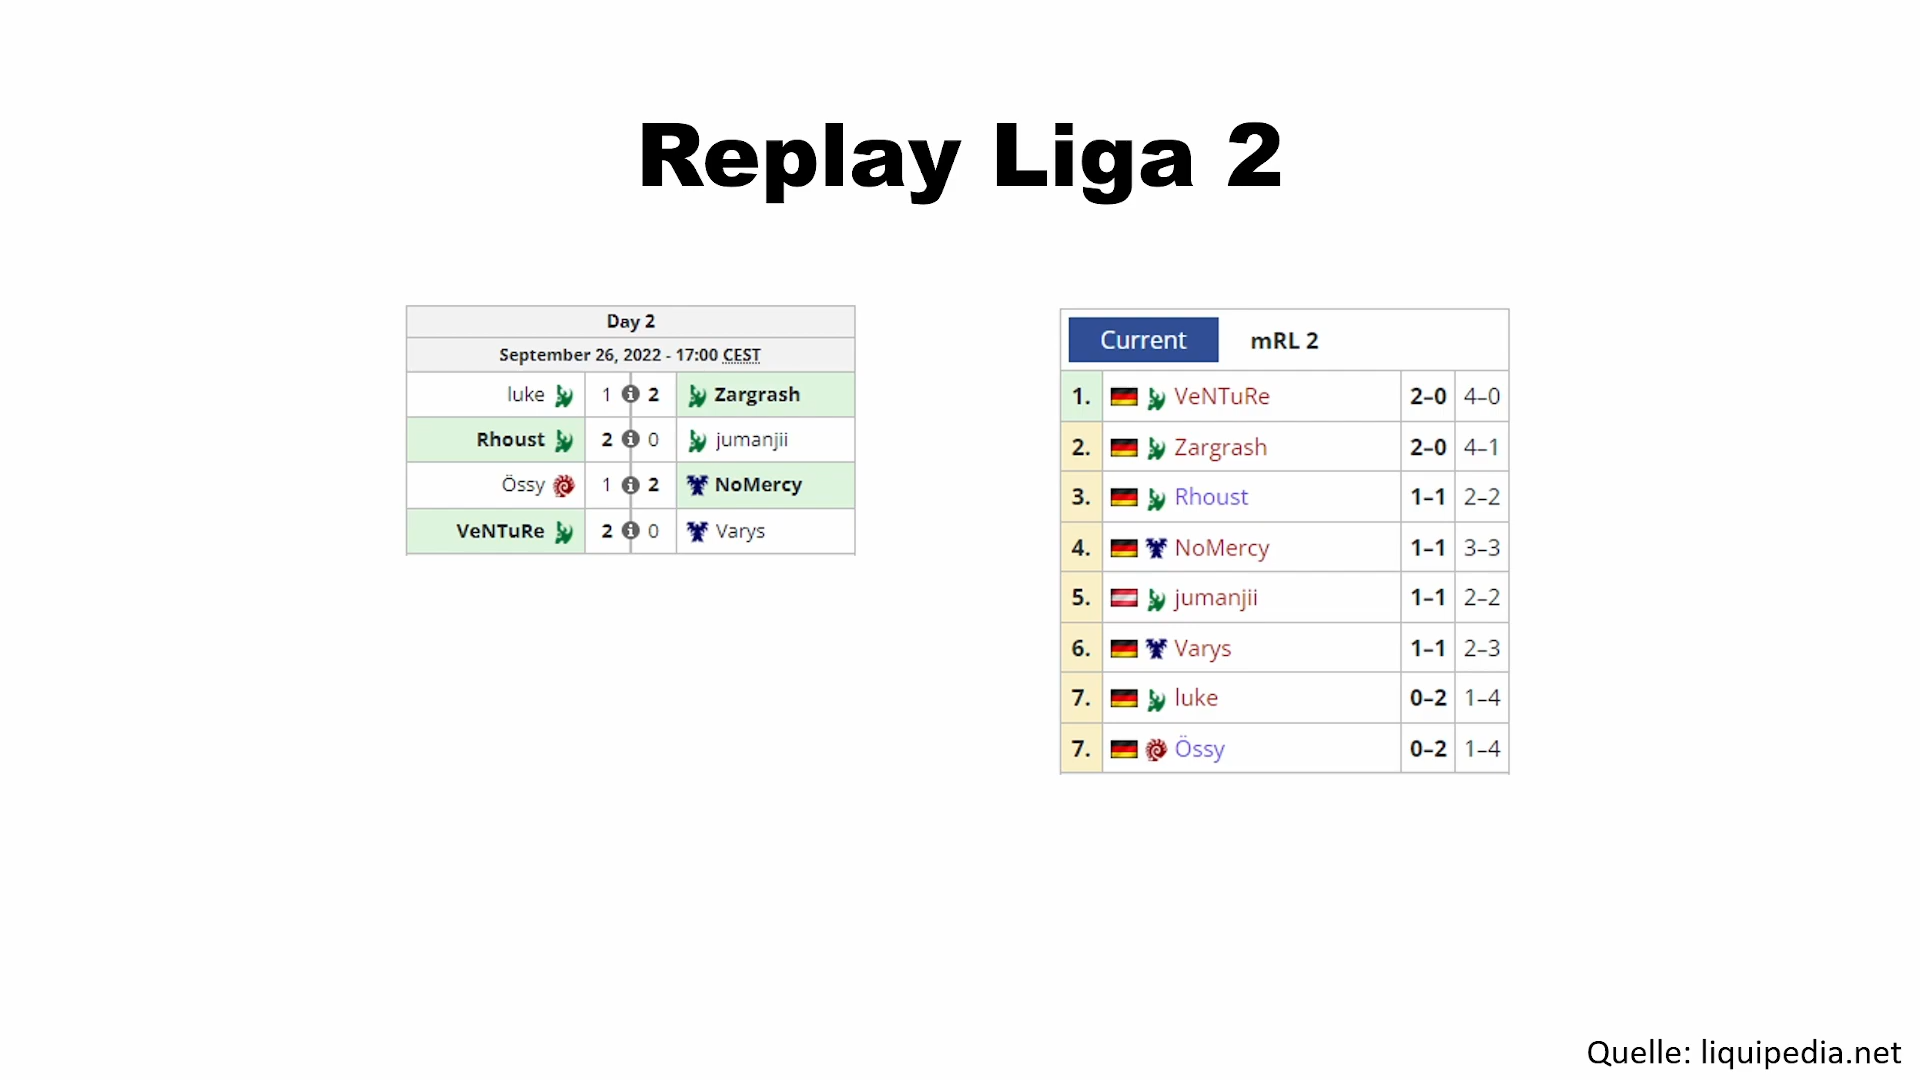 Replay Liga 2
Day 2
September 26, 2022 - 17:00 CEST
luke 1 2 Zargrash
Rhoust 2 0 jumanjii
Össy 1 2 NoMercy
VeNTuRe 2 0 Varys
Current mRL 2
1. VeNTuRe 2–0 4–0
2. Zargrash 2–0 4–1
3. Rhoust 1–1 2–2
4. NoMercy 1–1 3–3
5. jumanjii 1–1 2–2
6. Varys 1–1 2–3
7. luke 0–2 1–4
7. Össy 0–2 1–4
Quelle: liquipedia.net